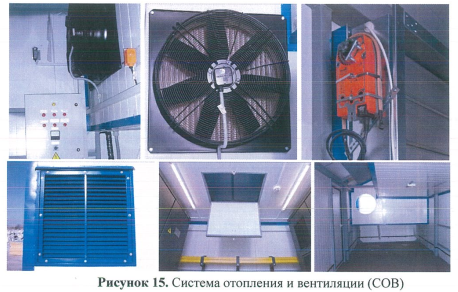 Рисунок 15. Система отопления и вентиляции (СОВ)